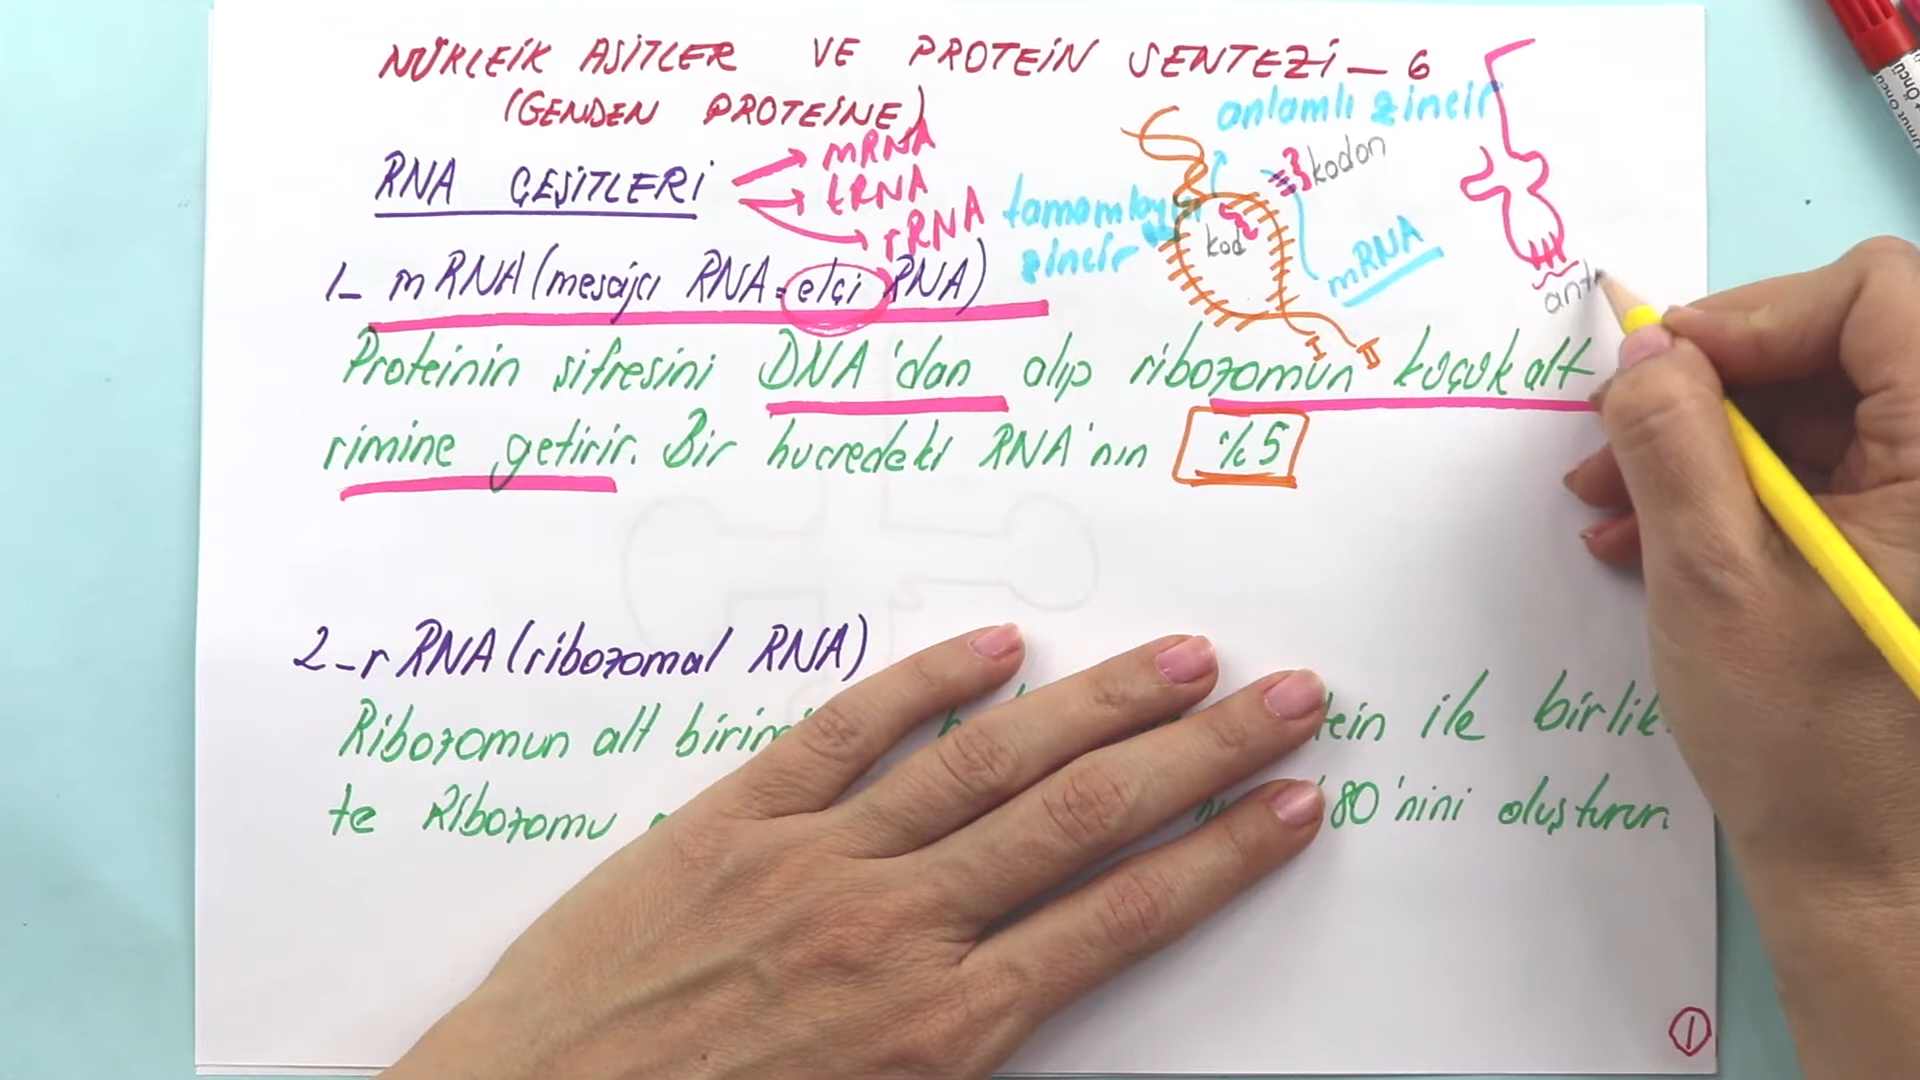 NÜKLEİK ASİTLER VE PROTEİN SENTEZİ - 6
(GENDEN PROTEİNE)
RNA ÇEŞİTLERİ
mRNA
tRNA
rRNA
anlamlı zincir
kodon
tamamlayıcı
zincir
kod
mRNA
ant
1- mRNA (mesajcı RNA = elçi RNA)
Proteinin şifresini DNA'dan alıp ribozomun küçük alt
rimine getirir. Bir hücredeki RNA'nın %5
2- rRNA (ribozomal RNA)
Ribozomun alt birim tein ile birlik
te Ribozomu 80'nini oluşturur.
1